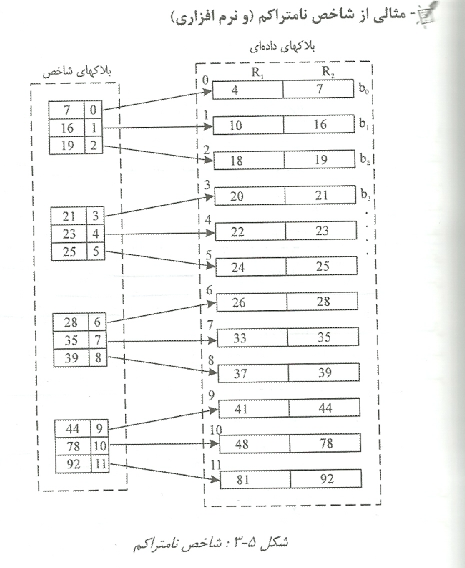 - مثالی از شاخص نامتراکم (و نرم افزاری)
بلاکهای داده‌ای
بلاکهای شاخص
R₁ R₂
0 4 7 b₀
1 10 16 b₁
2 18 19 b₂
3 20 21 b₃
4 22 23
5 24 25
6 26 28
7 33 35
8 37 39
9 41 44
10 48 78
11 81 92
7 0
16 1
19 2
21 3
23 4
25 5
28 6
35 7
39 8
44 9
78 10
92 11
شکل ۵-۳ : شاخص نامتراکم